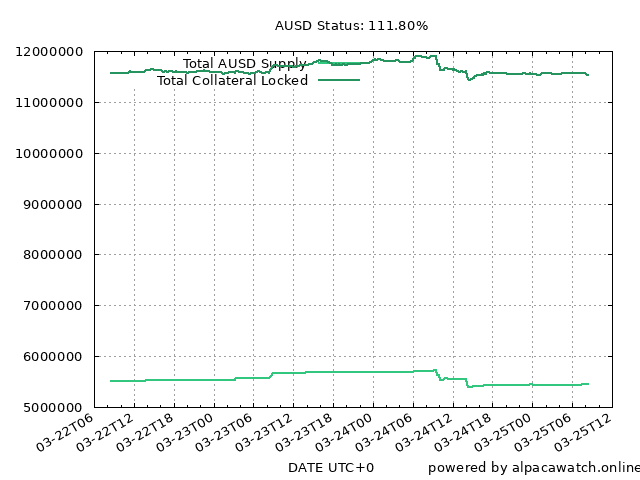 AUSD Status: 111.80%
12000000
11000000
10000000
9000000
8000000
7000000
6000000
5000000
Total AUSD Supply
Total Collateral Locked
03-22T06
03-22T12
03-22T18
03-23T00
03-23T06
03-23T12
03-23T18
03-24T00
03-24T06
03-24T12
03-24T18
03-25T00
03-25T06
03-25T12
DATE UTC+0
powered by alpacawatch.online